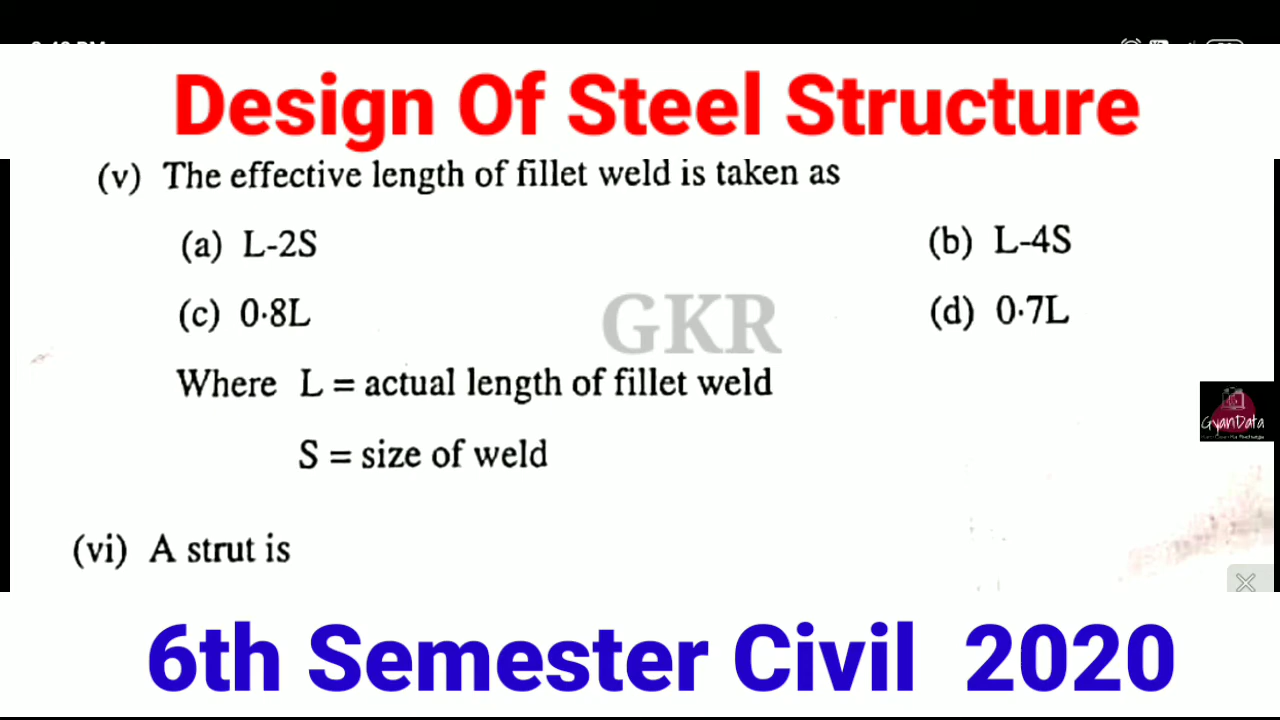 Design Of Steel Structure
(v) The effective length of fillet weld is taken as
(a) L-2S
(b) L-4S
(c) 0·8L
(d) 0·7L
GKR
Where L = actual length of fillet weld
GyanData
S = size of weld
(vi) A strut is
6th Semester Civil 2020